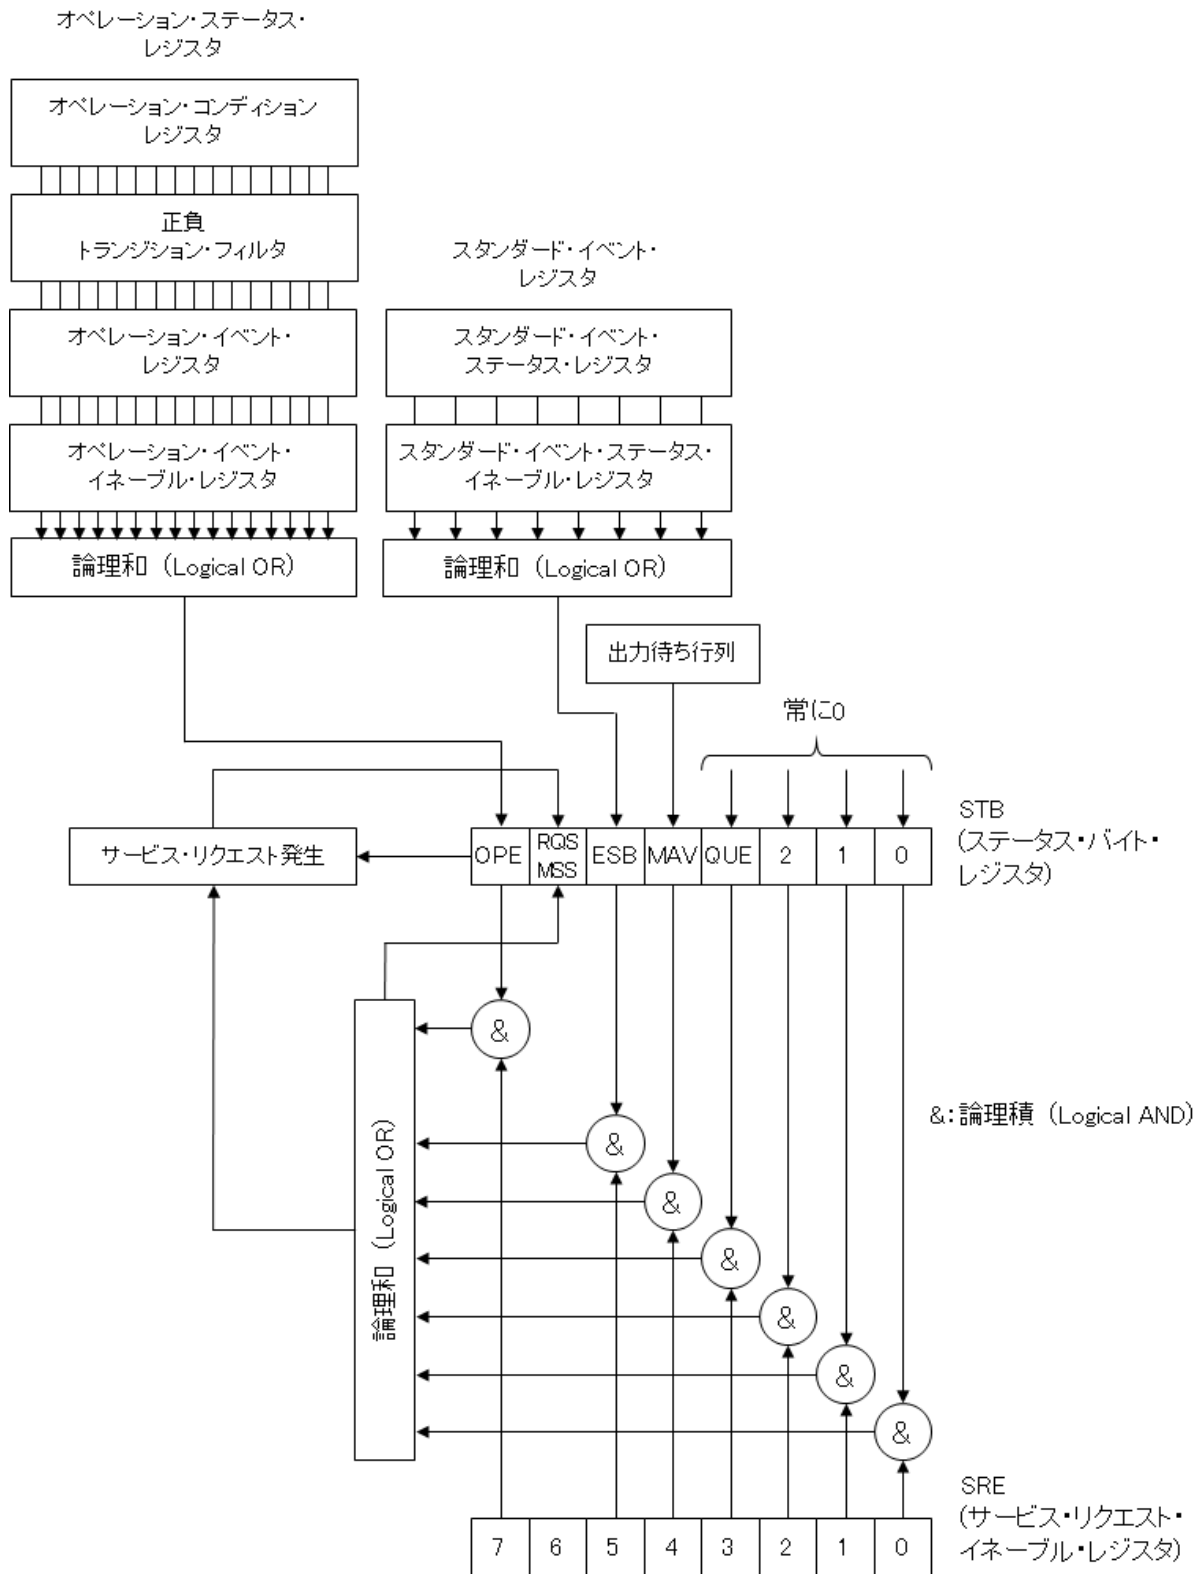 オペレーション・ステータス・
レジスタ
オペレーション・コンディション
レジスタ
正負
トランジション・フィルタ
オペレーション・イベント・
レジスタ
オペレーション・イベント・
イネーブル・レジスタ
論理和 (Logical OR)
スタンダード・イベント・
レジスタ
スタンダード・イベント・
ステータス・レジスタ
スタンダード・イベント・ステータス・
イネーブル・レジスタ
論理和 (Logical OR)
出力待ち行列
常に0
サービス・リクエスト発生
OPE
RQS
MSS
ESB
MAV
QUE
2
1
0
STB
(ステータス・バイト・
レジスタ)
&
&
&
&
&
&
&
論理和 (Logical OR)
&:論理積 (Logical AND)
SRE
(サービス・リクエスト・
イネーブル・レジスタ)
7
6
5
4
3
2
1
0